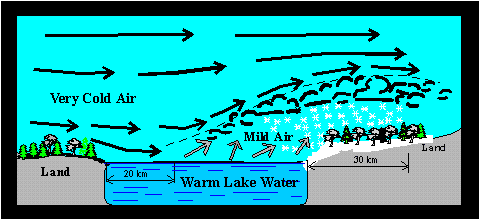 Very Cold Air
Mild Air
Land
30 km
Land
20 km
Warm Lake Water